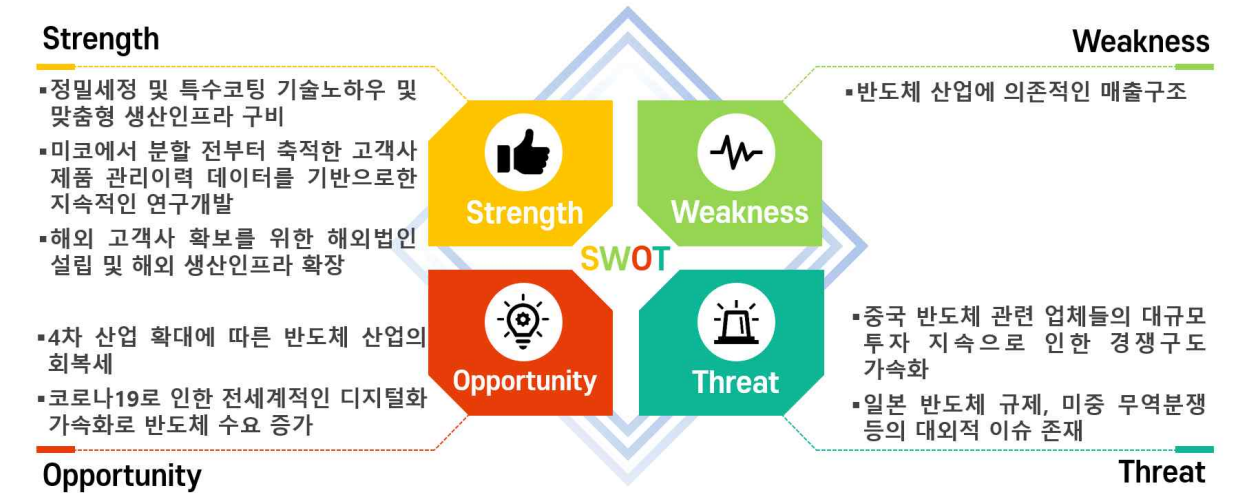 Strength
▪정밀세정 및 특수코팅 기술노하우 및
맞춤형 생산인프라 구비
▪미코에서 분할 전부터 축적한 고객사
제품 관리이력 데이터를 기반으로한
지속적인 연구개발
▪해외 고객사 확보를 위한 해외법인
설립 및 해외 생산인프라 확장
Weakness
▪반도체 산업에 의존적인 매출구조
Strength
Weakness
SWOT
Opportunity
Threat
▪4차 산업 확대에 따른 반도체 산업의
회복세
▪코로나19로 인한 전세계적인 디지털화
가속화로 반도체 수요 증가
Opportunity
▪중국 반도체 관련 업체들의 대규모
투자 지속으로 인한 경쟁구도
가속화
▪일본 반도체 규제, 미중 무역분쟁
등의 대외적 이슈 존재
Threat